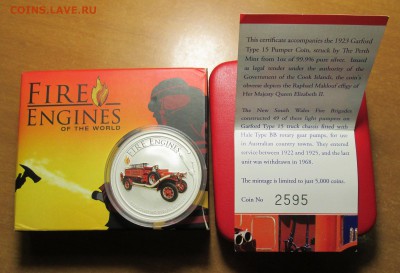 COINS.LAVE.RU
FIRE
ENGINES
OF THE WORLD
FIRE ENGINES
This certificate accompanies the 1923 Garford
Type 15 Pumper Coin, struck by The Perth
Mint from 1oz of 99.9% pure silver. Issued
as legal tender under the authority of the
Government of the Cook Islands, the coin's
obverse depicts the Raphael Maklouf effigy of
Her Majesty Queen Elizabeth II.
The New South Wales Fire Brigades
constructed 49 of these light pumpers on
Garford Type 15 truck chassis fitted with
Hale Type BB rotary gear pumps, for use
in Australian country towns. They entered
service between 1922 and 1925, and the last
unit was withdrawn in 1968.
The mintage is limited to just 5,000 coins.
Coin No 2595